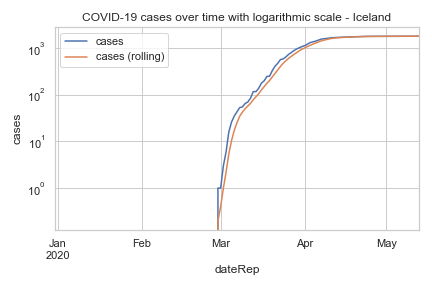 COVID-19 cases over time with logarithmic scale - Iceland
cases
cases (rolling)
10³
10²
10¹
10⁰
cases
Jan
2020
Feb
Mar
Apr
May
dateRep